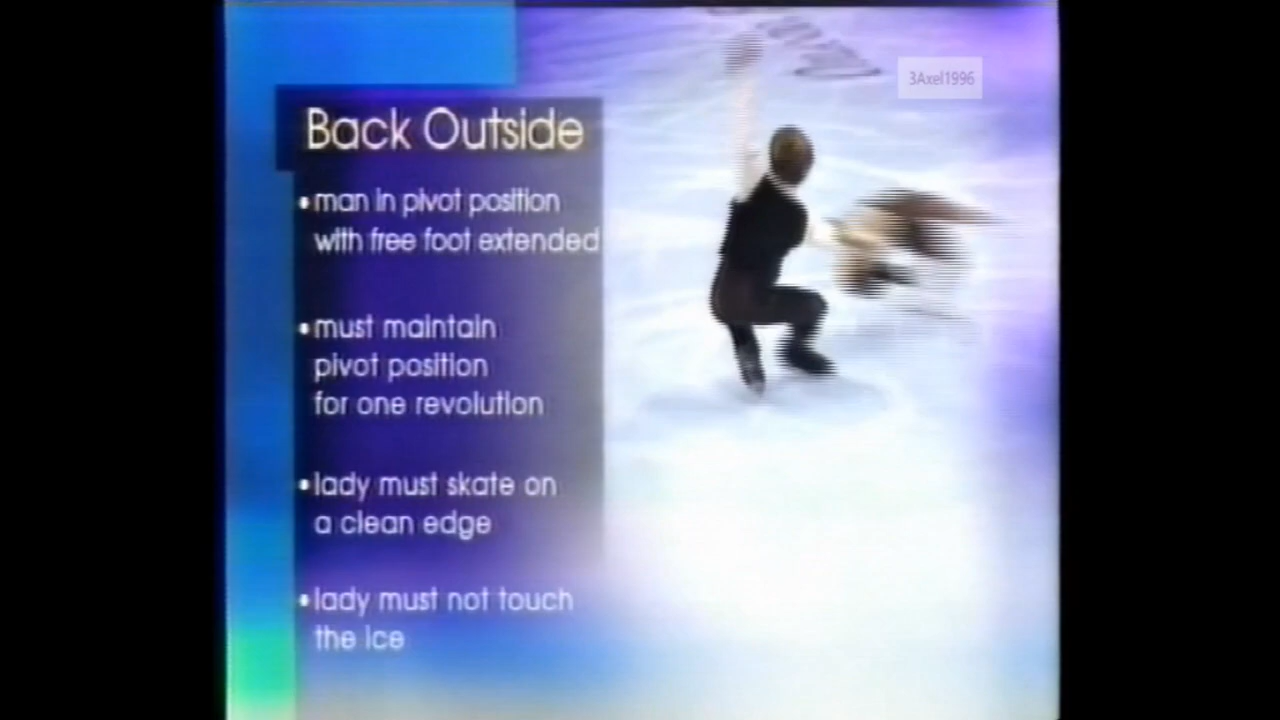 3Axel1996
Back Outside
•man in pivot position
with free foot extended
•must maintain
pivot position
for one revolution
•lady must skate on
a clean edge
•lady must not touch
the ice